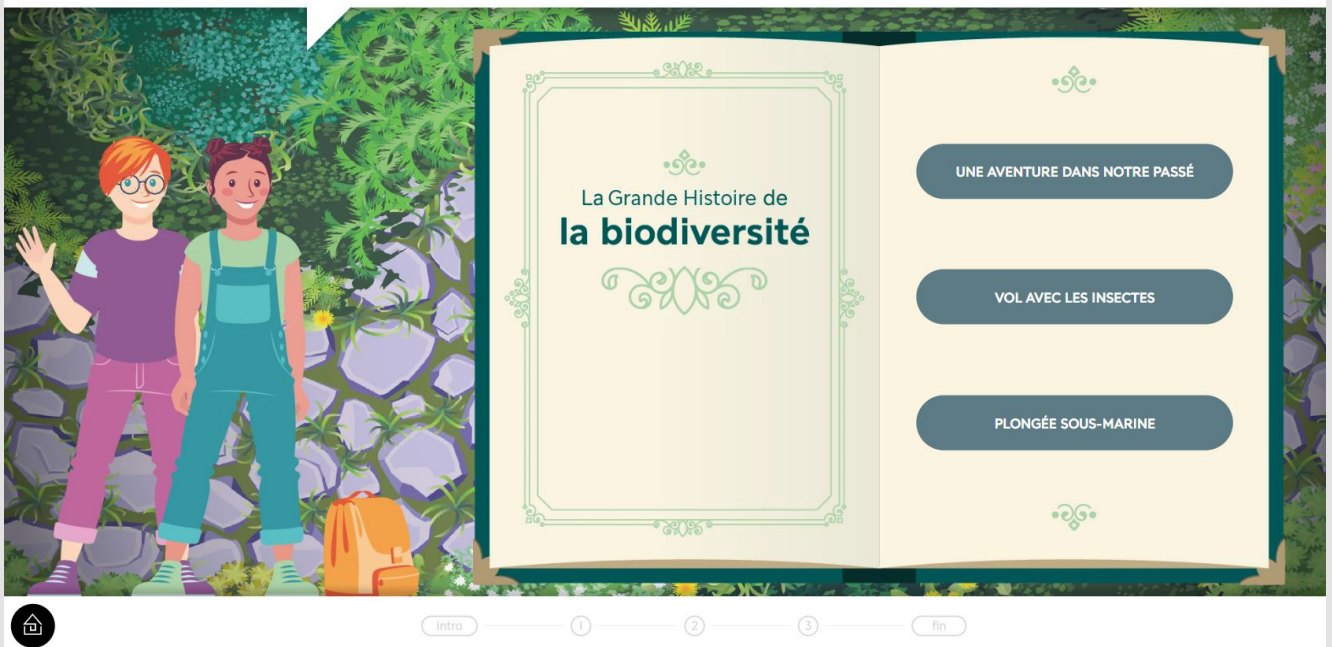 La Grande Histoire de
la biodiversité
UNE AVENTURE DANS NOTRE PASSÉ
VOL AVEC LES INSECTES
PLONGÉE SOUS-MARINE
intro
1
2
3
fin